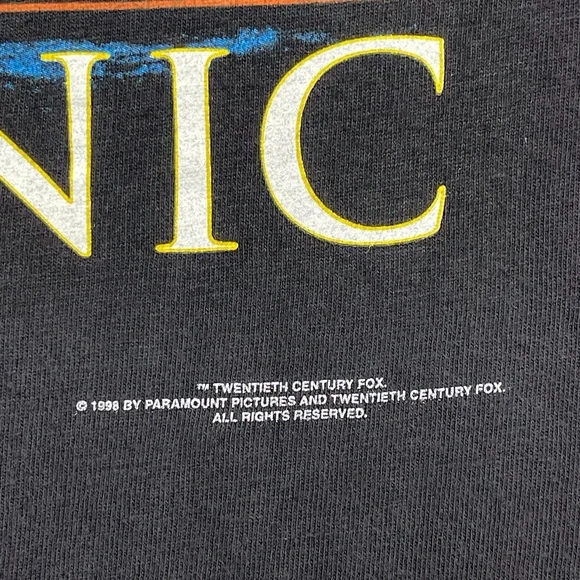 NIC
™ TWENTIETH CENTURY FOX.
© 1998 BY PARAMOUNT PICTURES AND TWENTIETH CENTURY FOX.
ALL RIGHTS RESERVED.